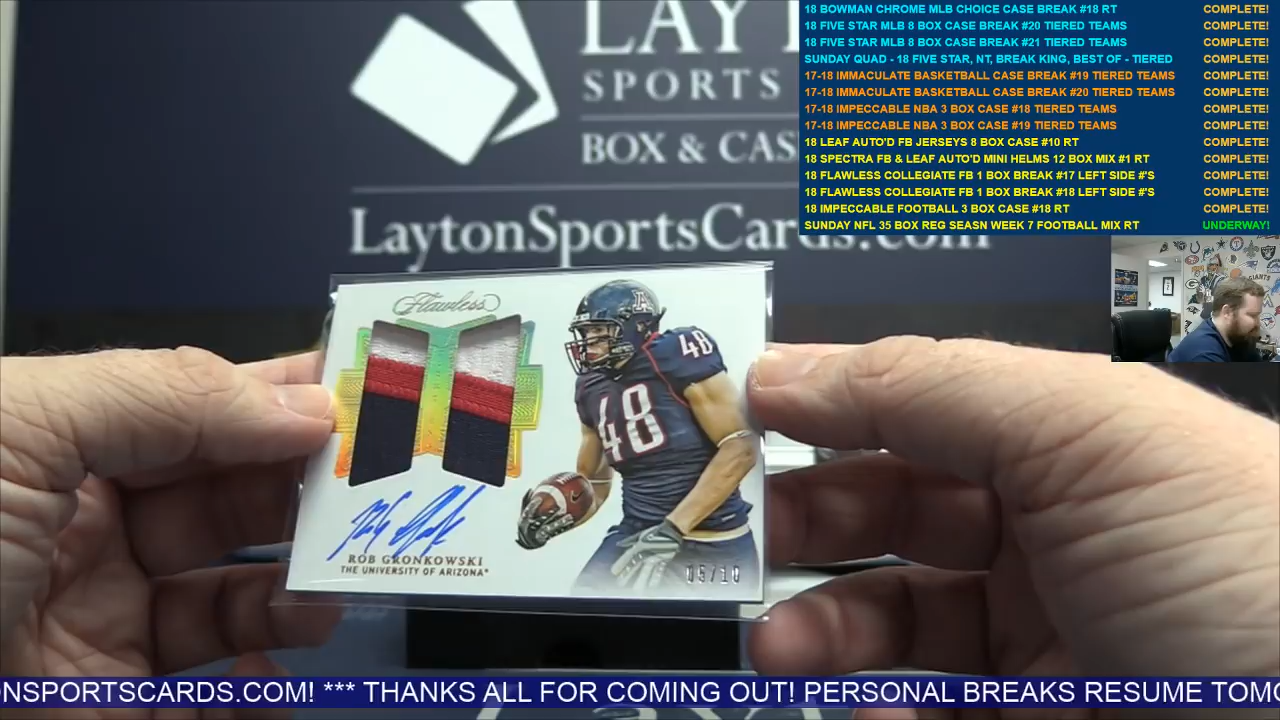 LAYT
SPORTS
BOX & CAS
LaytonSportsCards.com
18 BOWMAN CHROME MLB CHOICE CASE BREAK #18 RT COMPLETE!
18 FIVE STAR MLB 8 BOX CASE BREAK #20 TIERED TEAMS COMPLETE!
18 FIVE STAR MLB 8 BOX CASE BREAK #21 TIERED TEAMS COMPLETE!
SUNDAY QUAD - 18 FIVE STAR, NT, BREAK KING, BEST OF - TIERED COMPLETE!
17-18 IMMACULATE BASKETBALL CASE BREAK #19 TIERED TEAMS COMPLETE!
17-18 IMMACULATE BASKETBALL CASE BREAK #20 TIERED TEAMS COMPLETE!
17-18 IMPECCABLE NBA 3 BOX CASE #18 TIERED TEAMS COMPLETE!
17-18 IMPECCABLE NBA 3 BOX CASE #19 TIERED TEAMS COMPLETE!
18 LEAF AUTO'D FB JERSEYS 8 BOX CASE #10 RT COMPLETE!
18 SPECTRA FB & LEAF AUTO'D MINI HELMS 12 BOX MIX #1 RT COMPLETE!
18 FLAWLESS COLLEGIATE FB 1 BOX BREAK #17 LEFT SIDE #'S COMPLETE!
18 FLAWLESS COLLEGIATE FB 1 BOX BREAK #18 LEFT SIDE #'S COMPLETE!
18 IMPECCABLE FOOTBALL 3 BOX CASE #18 RT COMPLETE!
SUNDAY NFL 35 BOX REG SEASN WEEK 7 FOOTBALL MIX RT UNDERWAY!
Flawless
A
48
48
ROB GRONKOWSKI
THE UNIVERSITY OF ARIZONA*
05/10
ONSPORTSCARDS.COM! *** THANKS ALL FOR COMING OUT! PERSONAL BREAKS RESUME TOMO